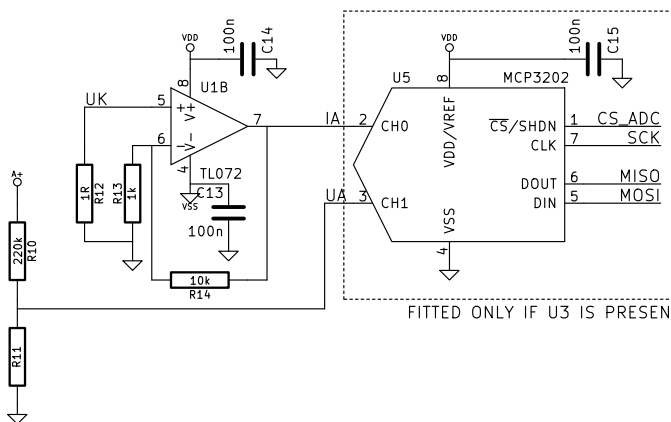 VDD
100n
C14
8
U1B
UK
5
V+
7
6
V-
4
TL072
VSS
C13
100n
1R
R12
R13
1k
10k
R14
A+
220k
R10
R11
IA
2
UA
3
U5
VDD
100n
C15
8
MCP3202
VDD/VREF
CH0
CH1
CS/SHDN
1
CS_ADC
CLK
7
SCK
DOUT
6
MISO
DIN
5
MOSI
VSS
4
FITTED ONLY IF U3 IS PRESEN